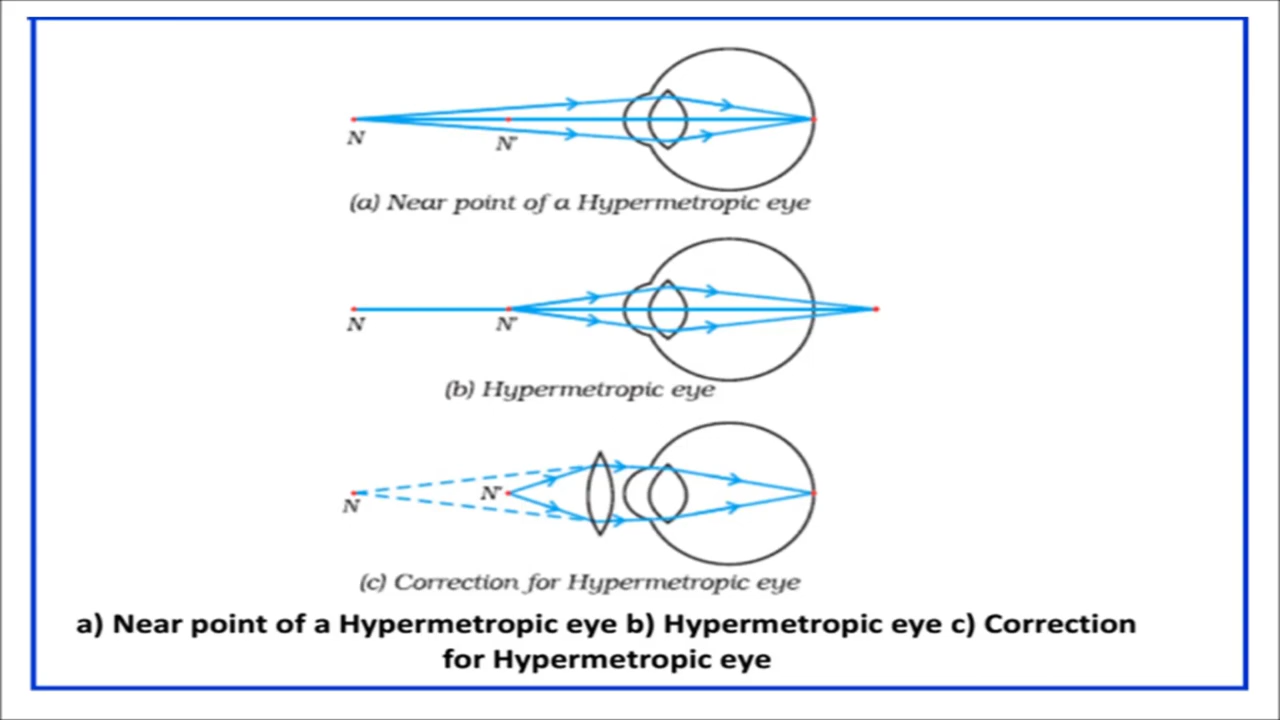 N N'
(a) Near point of a Hypermetropic eye
N N'
(b) Hypermetropic eye
N N'
(c) Correction for Hypermetropic eye
a) Near point of a Hypermetropic eye b) Hypermetropic eye c) Correction
for Hypermetropic eye